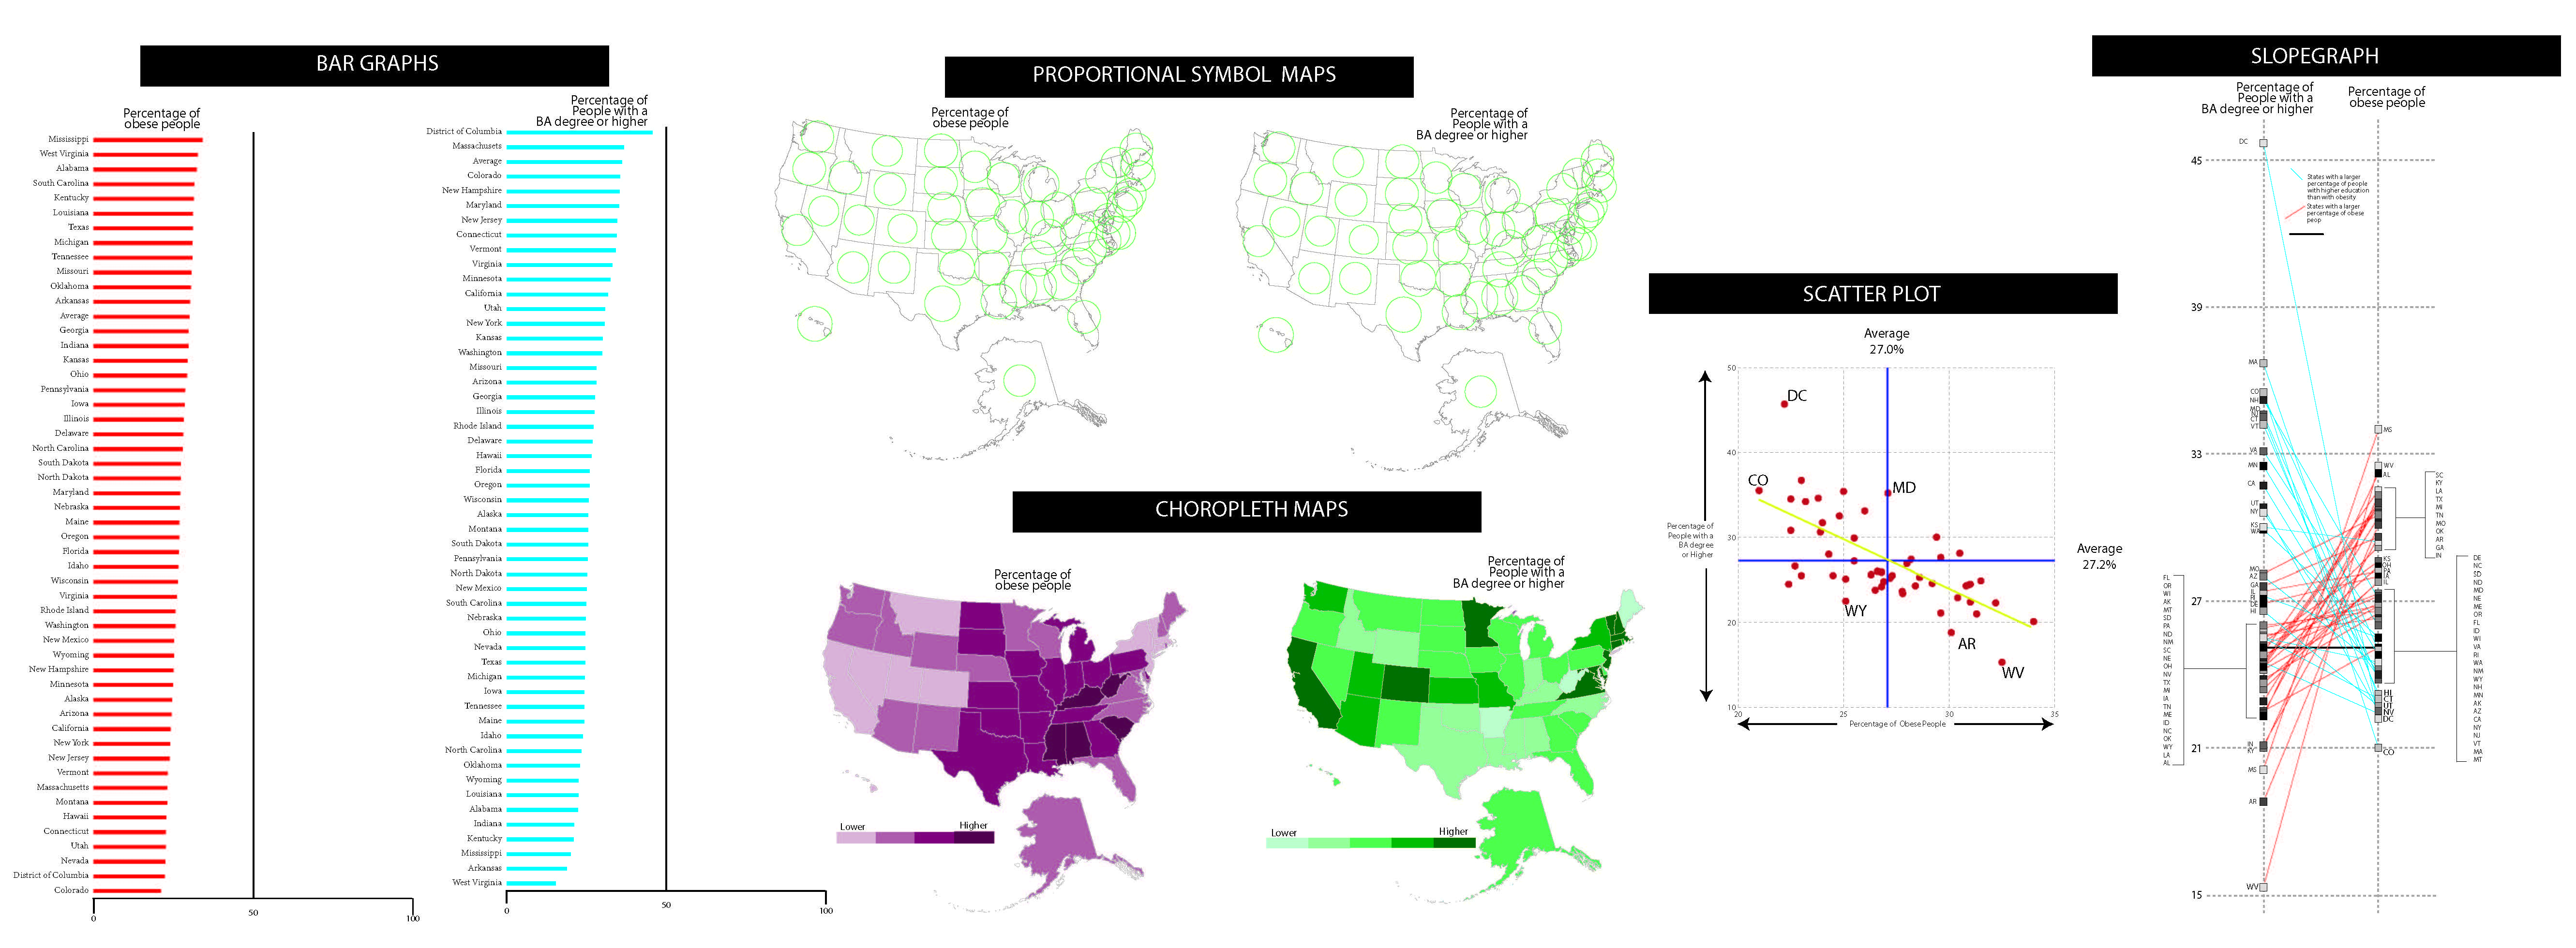 BAR GRAPHS
Percentage of
obese people
Mississippi
West Virginia
Alabama
South Carolina
Kentucky
Louisiana
Texas
Michigan
Tennessee
Missouri
Oklahoma
Arkansas
Average
Georgia
Indiana
Kansas
Ohio
Pennsylvania
Iowa
Illinois
Delaware
North Carolina
South Dakota
North Dakota
Maryland
Nebraska
Maine
Oregon
Florida
Idaho
Wisconsin
Virginia
Rhode Island
Washington
New Mexico
Wyoming
New Hampshire
Minnesota
Alaska
Arizona
California
New York
New Jersey
Vermont
Massachusetts
Montana
Hawaii
Connecticut
Utah
Nevada
District of Columbia
Colorado
0 50 100
Percentage of
People with a
BA degree or higher
District of Columbia
Massachusets
Average
Colorado
New Hampshire
Maryland
New Jersey
Connecticut
Vermont
Virginia
Minnesota
California
Utah
New York
Kansas
Washington
Missouri
Arizona
Georgia
Illinois
Rhode Island
Delaware
Hawaii
Florida
Oregon
Wisconsin
Alaska
Montana
South Dakota
Pennsylvania
North Dakota
New Mexico
South Carolina
Nebraska
Ohio
Nevada
Texas
Michigan
Iowa
Tennessee
Maine
Idaho
North Carolina
Oklahoma
Wyoming
Louisiana
Alabama
Indiana
Kentucky
Mississippi
Arkansas
West Virginia
0 50 100
PROPORTIONAL SYMBOL MAPS
Percentage of
obese people
Percentage of
People with a
BA degree or higher
CHOROPLETH MAPS
Percentage of
obese people
Lower Higher
Percentage of
People with a
BA degree or higher
Lower Higher
SCATTER PLOT
Average
27.0%
50
40
30
20
10
Percentage of
People with a
BA degree
or Higher
DC
CO
MD
WY
AR
WV
Average
27.2%
20 25 30 35
Percentage of Obese People
SLOPEGRAPH
Percentage of
People with a
BA degree or higher
Percentage of
obese people
45
39
33
27
21
15
States with a larger
percentage of people
with higher education
than with obesity
States with a larger
percentage of obese
peop
DC
MA
CO
NH
VT
VA
MN
CA
UT
NY
KS
WA
MO
AZ
GA
IL
RI
DE
HI
FL
OR
WI
AK
MT
SD
PA
ND
NM
SC
NE
OH
NV
TX
MI
IA
TN
ME
ID
NC
OK
WY
LA
AL
IN
KY
MS
AR
WV
MS
WV
AL
SC
KY
LA
TX
MI
TN
MO
OK
AR
GA
IN
KS
OH
PA
IA
IL
DE
NC
SD
ND
MD
NE
ME
OR
FL
ID
WI
VA
RI
WA
NM
WY
NH
MN
AK
AZ
CA
NY
NJ
VT
MA
MT
HI
CT
UT
NV
DC
CO